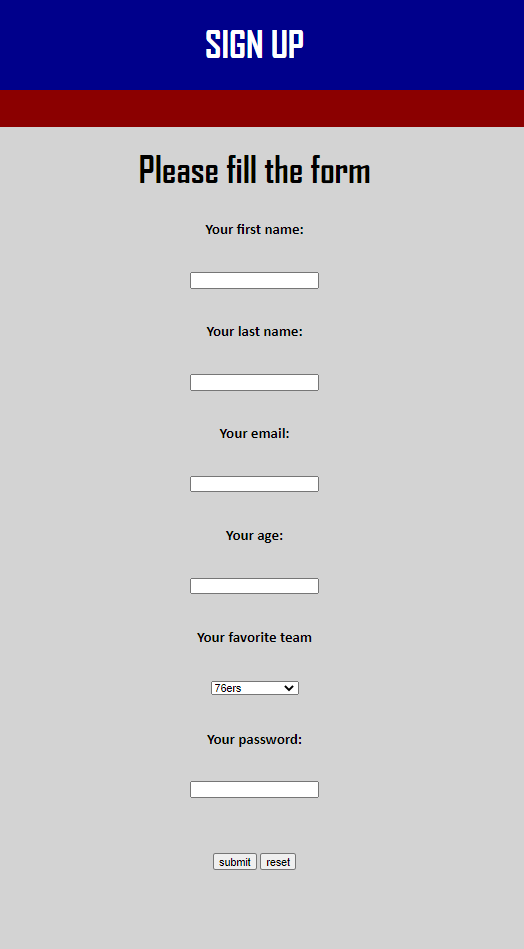 SIGN UP
Please fill the form
Your first name:
Your last name:
Your email:
Your age:
Your favorite team
76ers
Your password:
submit reset